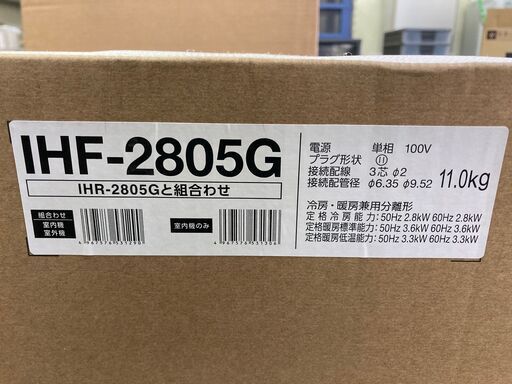 IHF-2805G
IHR-2805Gと組合わせ
組合わせ
室内機
室外機
4967576531290
室内機のみ
4967576531306
電源 単相 100V
プラグ形状
接続配線 3芯 φ2
接続配管径 φ6.35 φ9.52
11.0kg
冷房・暖房兼用分離形
定格冷房能力:50Hz 2.8kW 60Hz 2.8kW
定格暖房標準能力:50Hz 3.6kW 60Hz 3.6kW
定格暖房低温能力:50Hz 3.3kW 60Hz 3.3kW